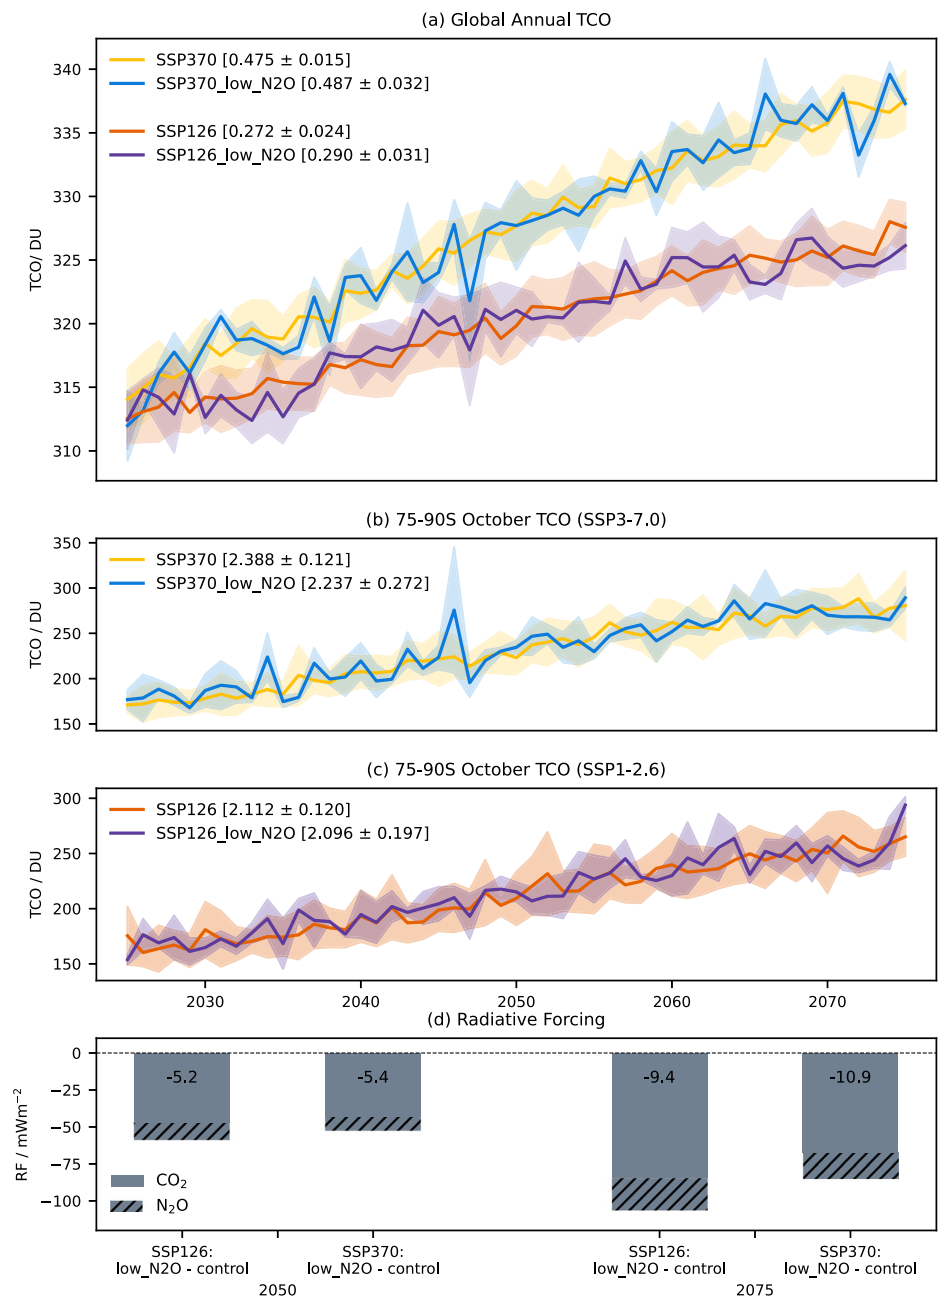 (a) Global Annual TCO
SSP370 [0.475 ± 0.015]
SSP370_low_N2O [0.487 ± 0.032]
SSP126 [0.272 ± 0.024]
SSP126_low_N2O [0.290 ± 0.031]
TCO/ DU
340
335
330
325
320
315
310
(b) 75-90S October TCO (SSP3-7.0)
SSP370 [2.388 ± 0.121]
SSP370_low_N2O [2.237 ± 0.272]
TCO / DU
350
300
250
200
150
(c) 75-90S October TCO (SSP1-2.6)
SSP126 [2.112 ± 0.120]
SSP126_low_N2O [2.096 ± 0.197]
TCO / DU
300
250
200
150
2030 2040 2050 2060 2070
(d) Radiative Forcing
RF / mWm⁻²
0
−25
−50
−75
−100
-5.2 -5.4 -9.4 -10.9
CO₂
N₂O
SSP126: SSP370: SSP126: SSP370:
low_N2O - control low_N2O - control low_N2O - control low_N2O - control
2050 2075